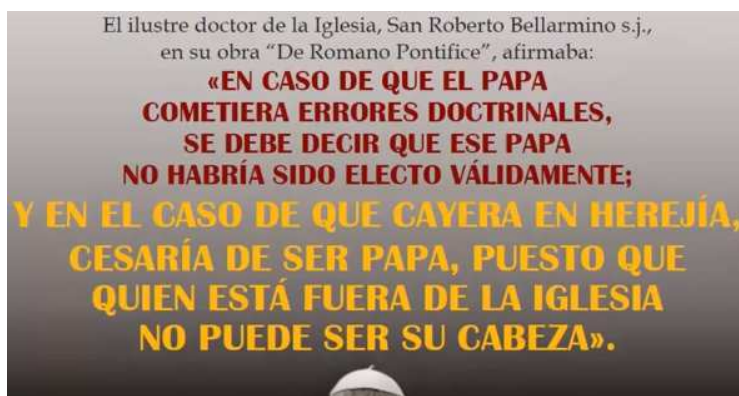 El ilustre doctor de la Iglesia, San Roberto Bellarmino s.j.,
en su obra “De Romano Pontifice”, afirmaba:
«EN CASO DE QUE EL PAPA
COMETIERA ERRORES DOCTRINALES,
SE DEBE DECIR QUE ESE PAPA
NO HABRÍA SIDO ELECTO VÁLIDAMENTE;
Y EN EL CASO DE QUE CAYERA EN HEREJÍA,
CESARÍA DE SER PAPA, PUESTO QUE
QUIEN ESTÁ FUERA DE LA IGLESIA
NO PUEDE SER SU CABEZA».